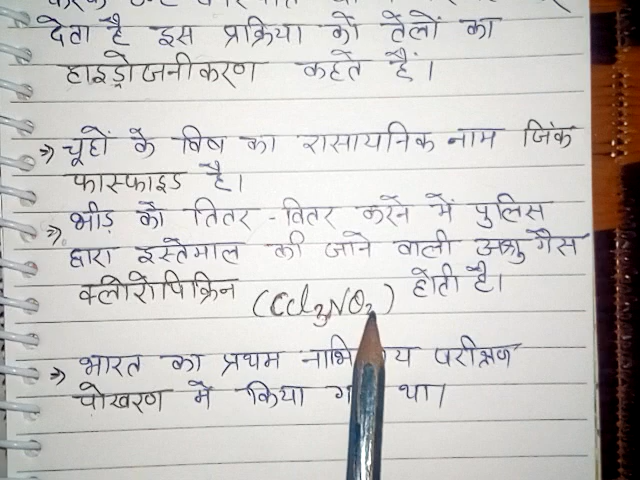 देता है इस प्रक्रिया को तेलों का
हाइड्रोजनीकरण कहते हैं।
⇒ चूहों के विष का रासायनिक नाम जिंक
फास्फाइड है।
⇒ भीड़ को तितर-वितर करने में पुलिस
द्वारा इस्तेमाल की जाने वाली अश्रु गैस
क्लोरोपिक्रिन (CCl₃NO₂) होती है।
⇒ भारत का प्रथम परीक्षण
पोखरण में किया था।